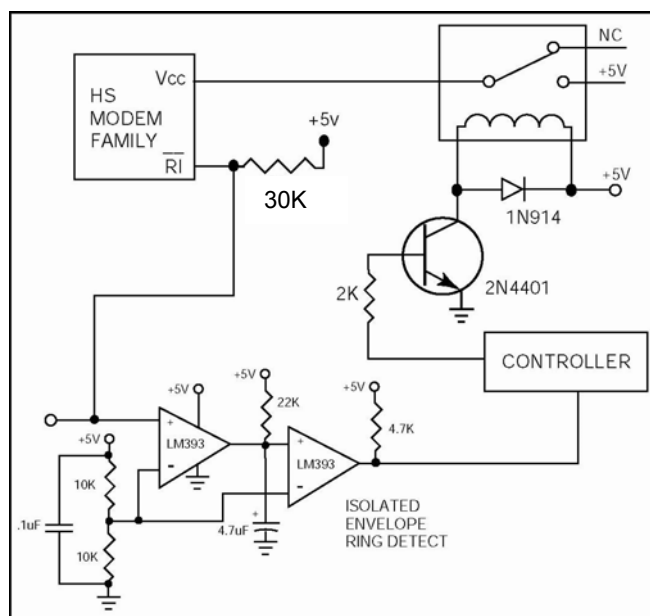 NC
Vcc
+5V
HS
MODEM
FAMILY
+5v
RI
30K
+5V
1N914
2K
2N4401
CONTROLLER
+5V
+5V
+5V
22K
4.7K
+
LM393
-
+5V
+
LM393
-
10K
.1uF
10K
+
4.7uF
ISOLATED
ENVELOPE
RING DETECT